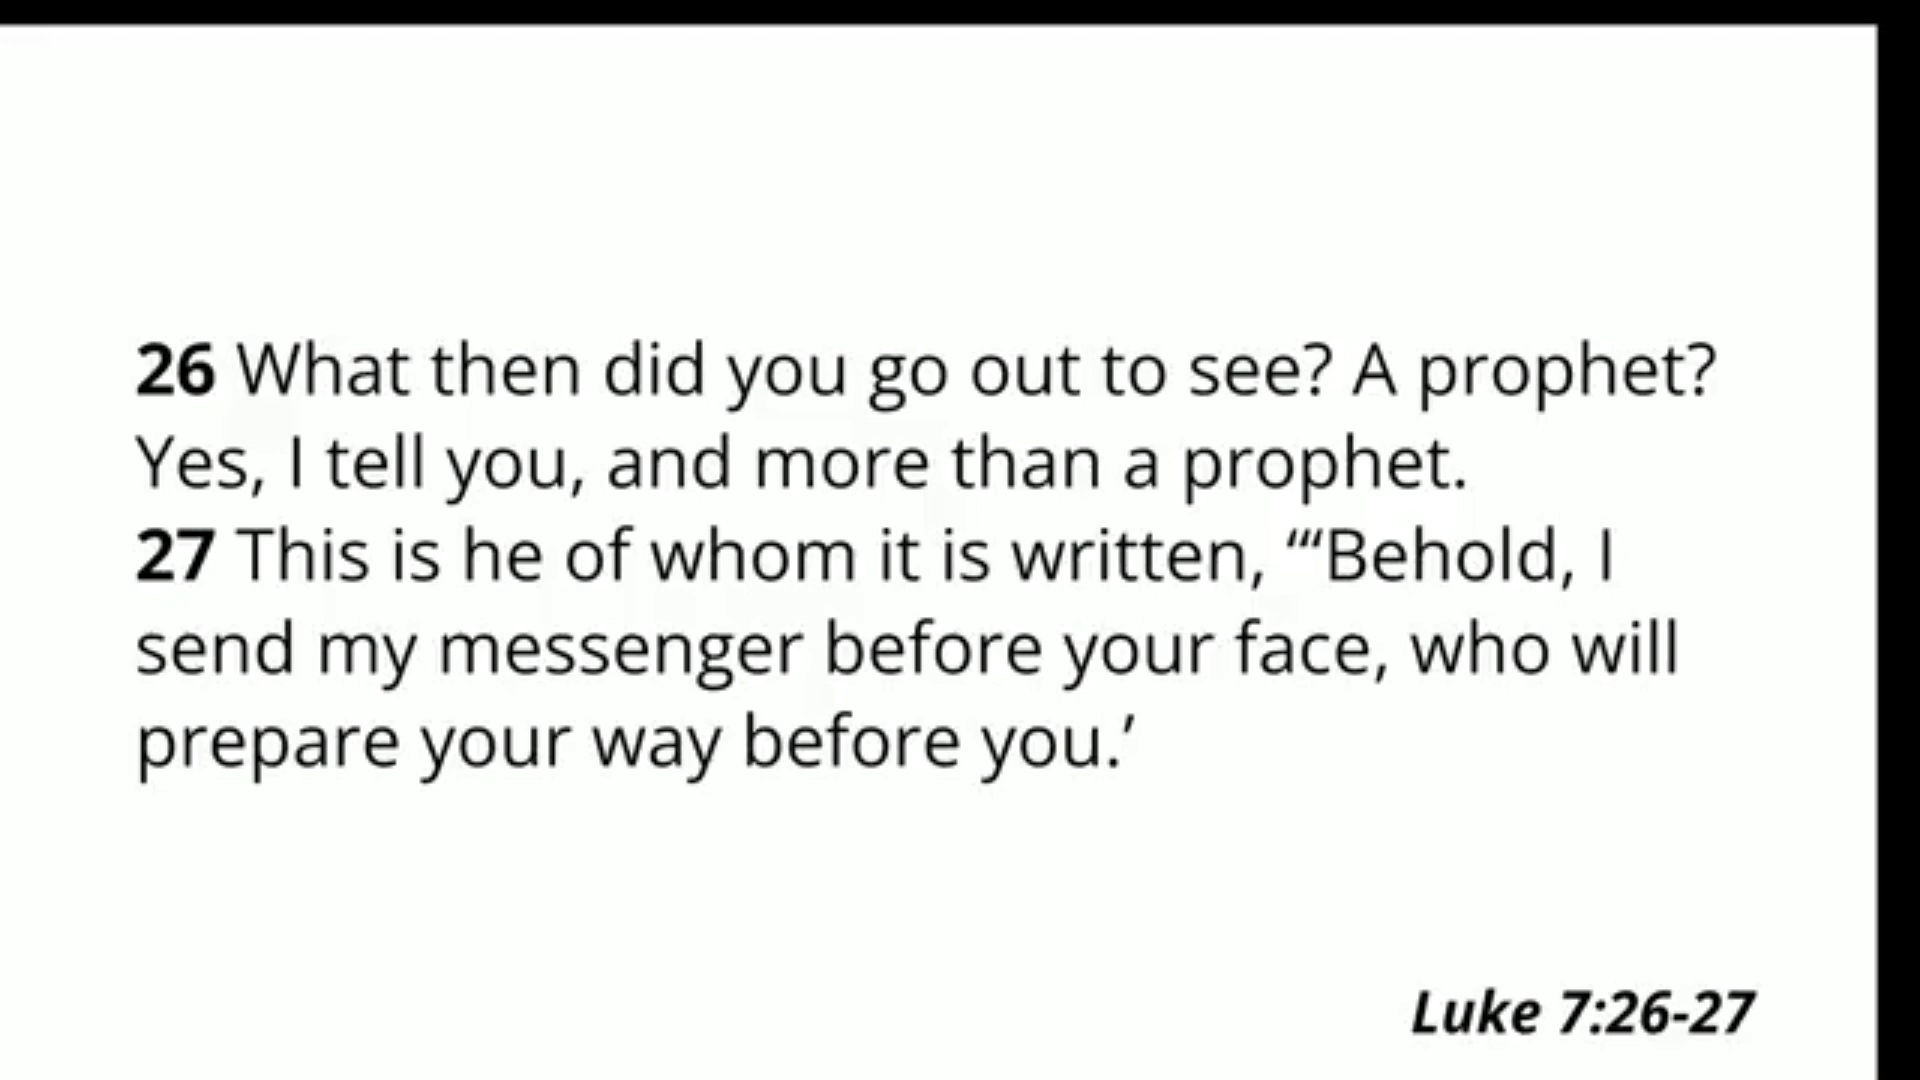 26 What then did you go out to see? A prophet?
Yes, I tell you, and more than a prophet.
27 This is he of whom it is written, “‘Behold, I
send my messenger before your face, who will
prepare your way before you.’
Luke 7:26-27